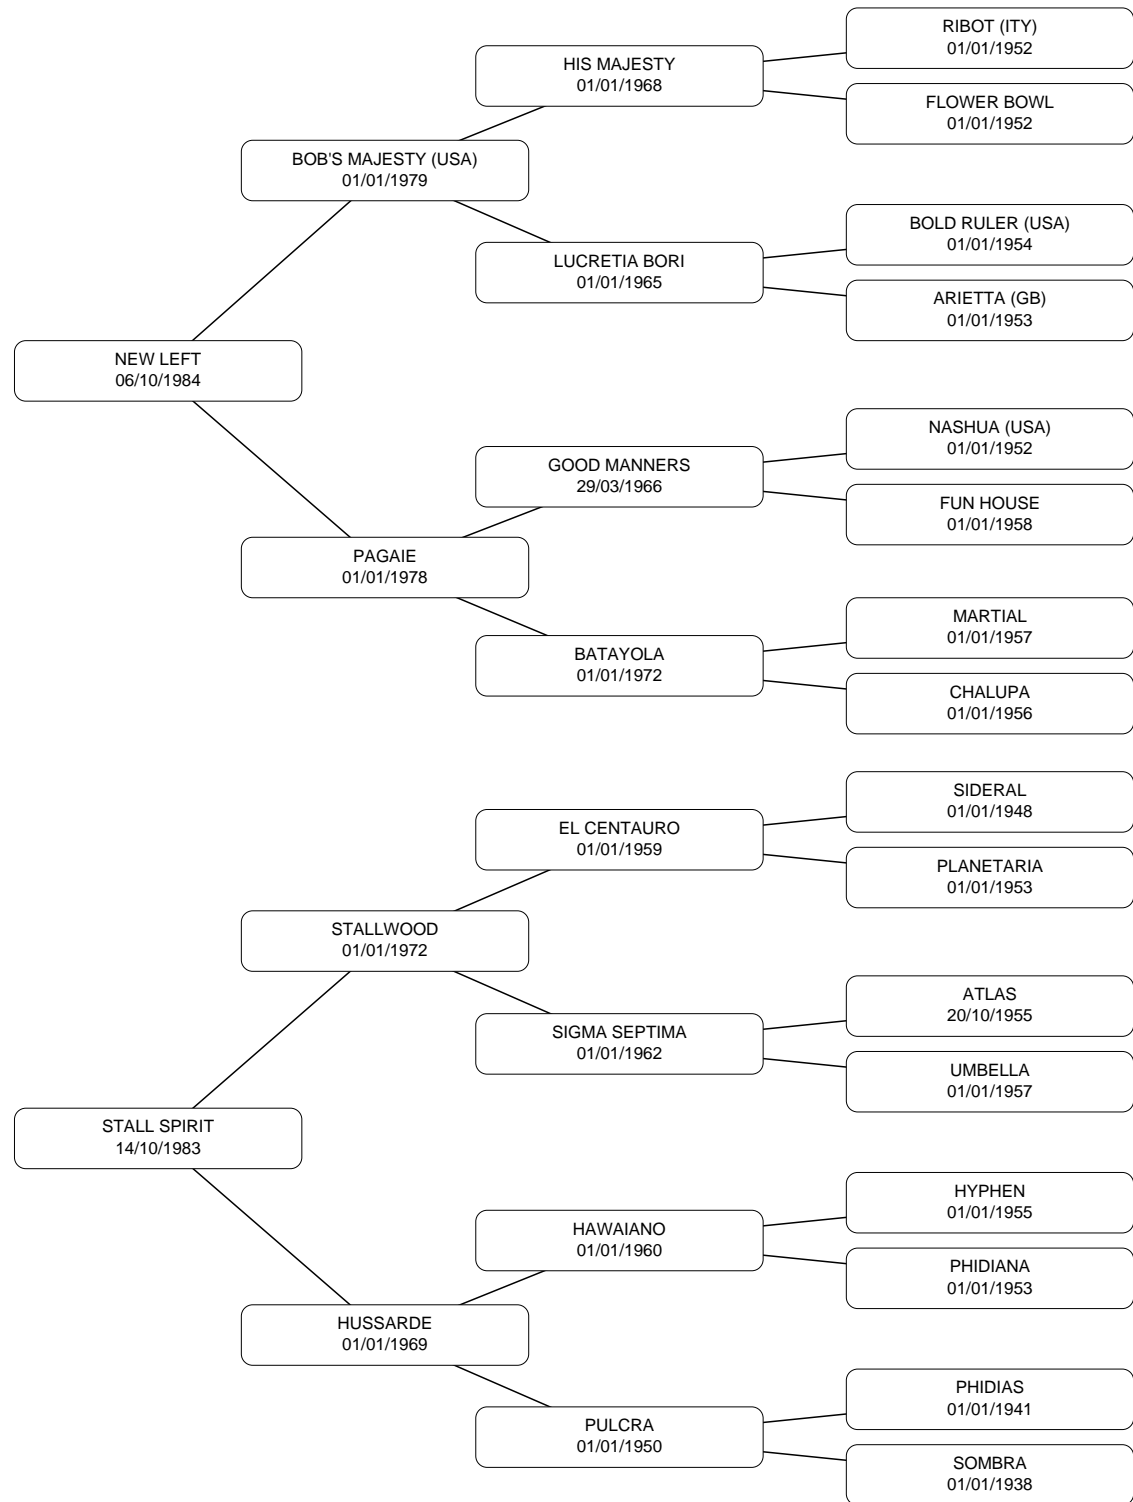 RIBOT (ITY)
01/01/1952
HIS MAJESTY
01/01/1968
FLOWER BOWL
01/01/1952
BOB'S MAJESTY (USA)
01/01/1979
BOLD RULER (USA)
01/01/1954
LUCRETIA BORI
01/01/1965
ARIETTA (GB)
01/01/1953
NEW LEFT
06/10/1984
NASHUA (USA)
01/01/1952
GOOD MANNERS
29/03/1966
FUN HOUSE
01/01/1958
PAGAIE
01/01/1978
MARTIAL
01/01/1957
BATAYOLA
01/01/1972
CHALUPA
01/01/1956
SIDERAL
01/01/1948
EL CENTAURO
01/01/1959
PLANETARIA
01/01/1953
STALLWOOD
01/01/1972
ATLAS
20/10/1955
SIGMA SEPTIMA
01/01/1962
UMBELLA
01/01/1957
STALL SPIRIT
14/10/1983
HYPHEN
01/01/1955
HAWAIANO
01/01/1960
PHIDIANA
01/01/1953
HUSSARDE
01/01/1969
PHIDIAS
01/01/1941
PULCRA
01/01/1950
SOMBRA
01/01/1938